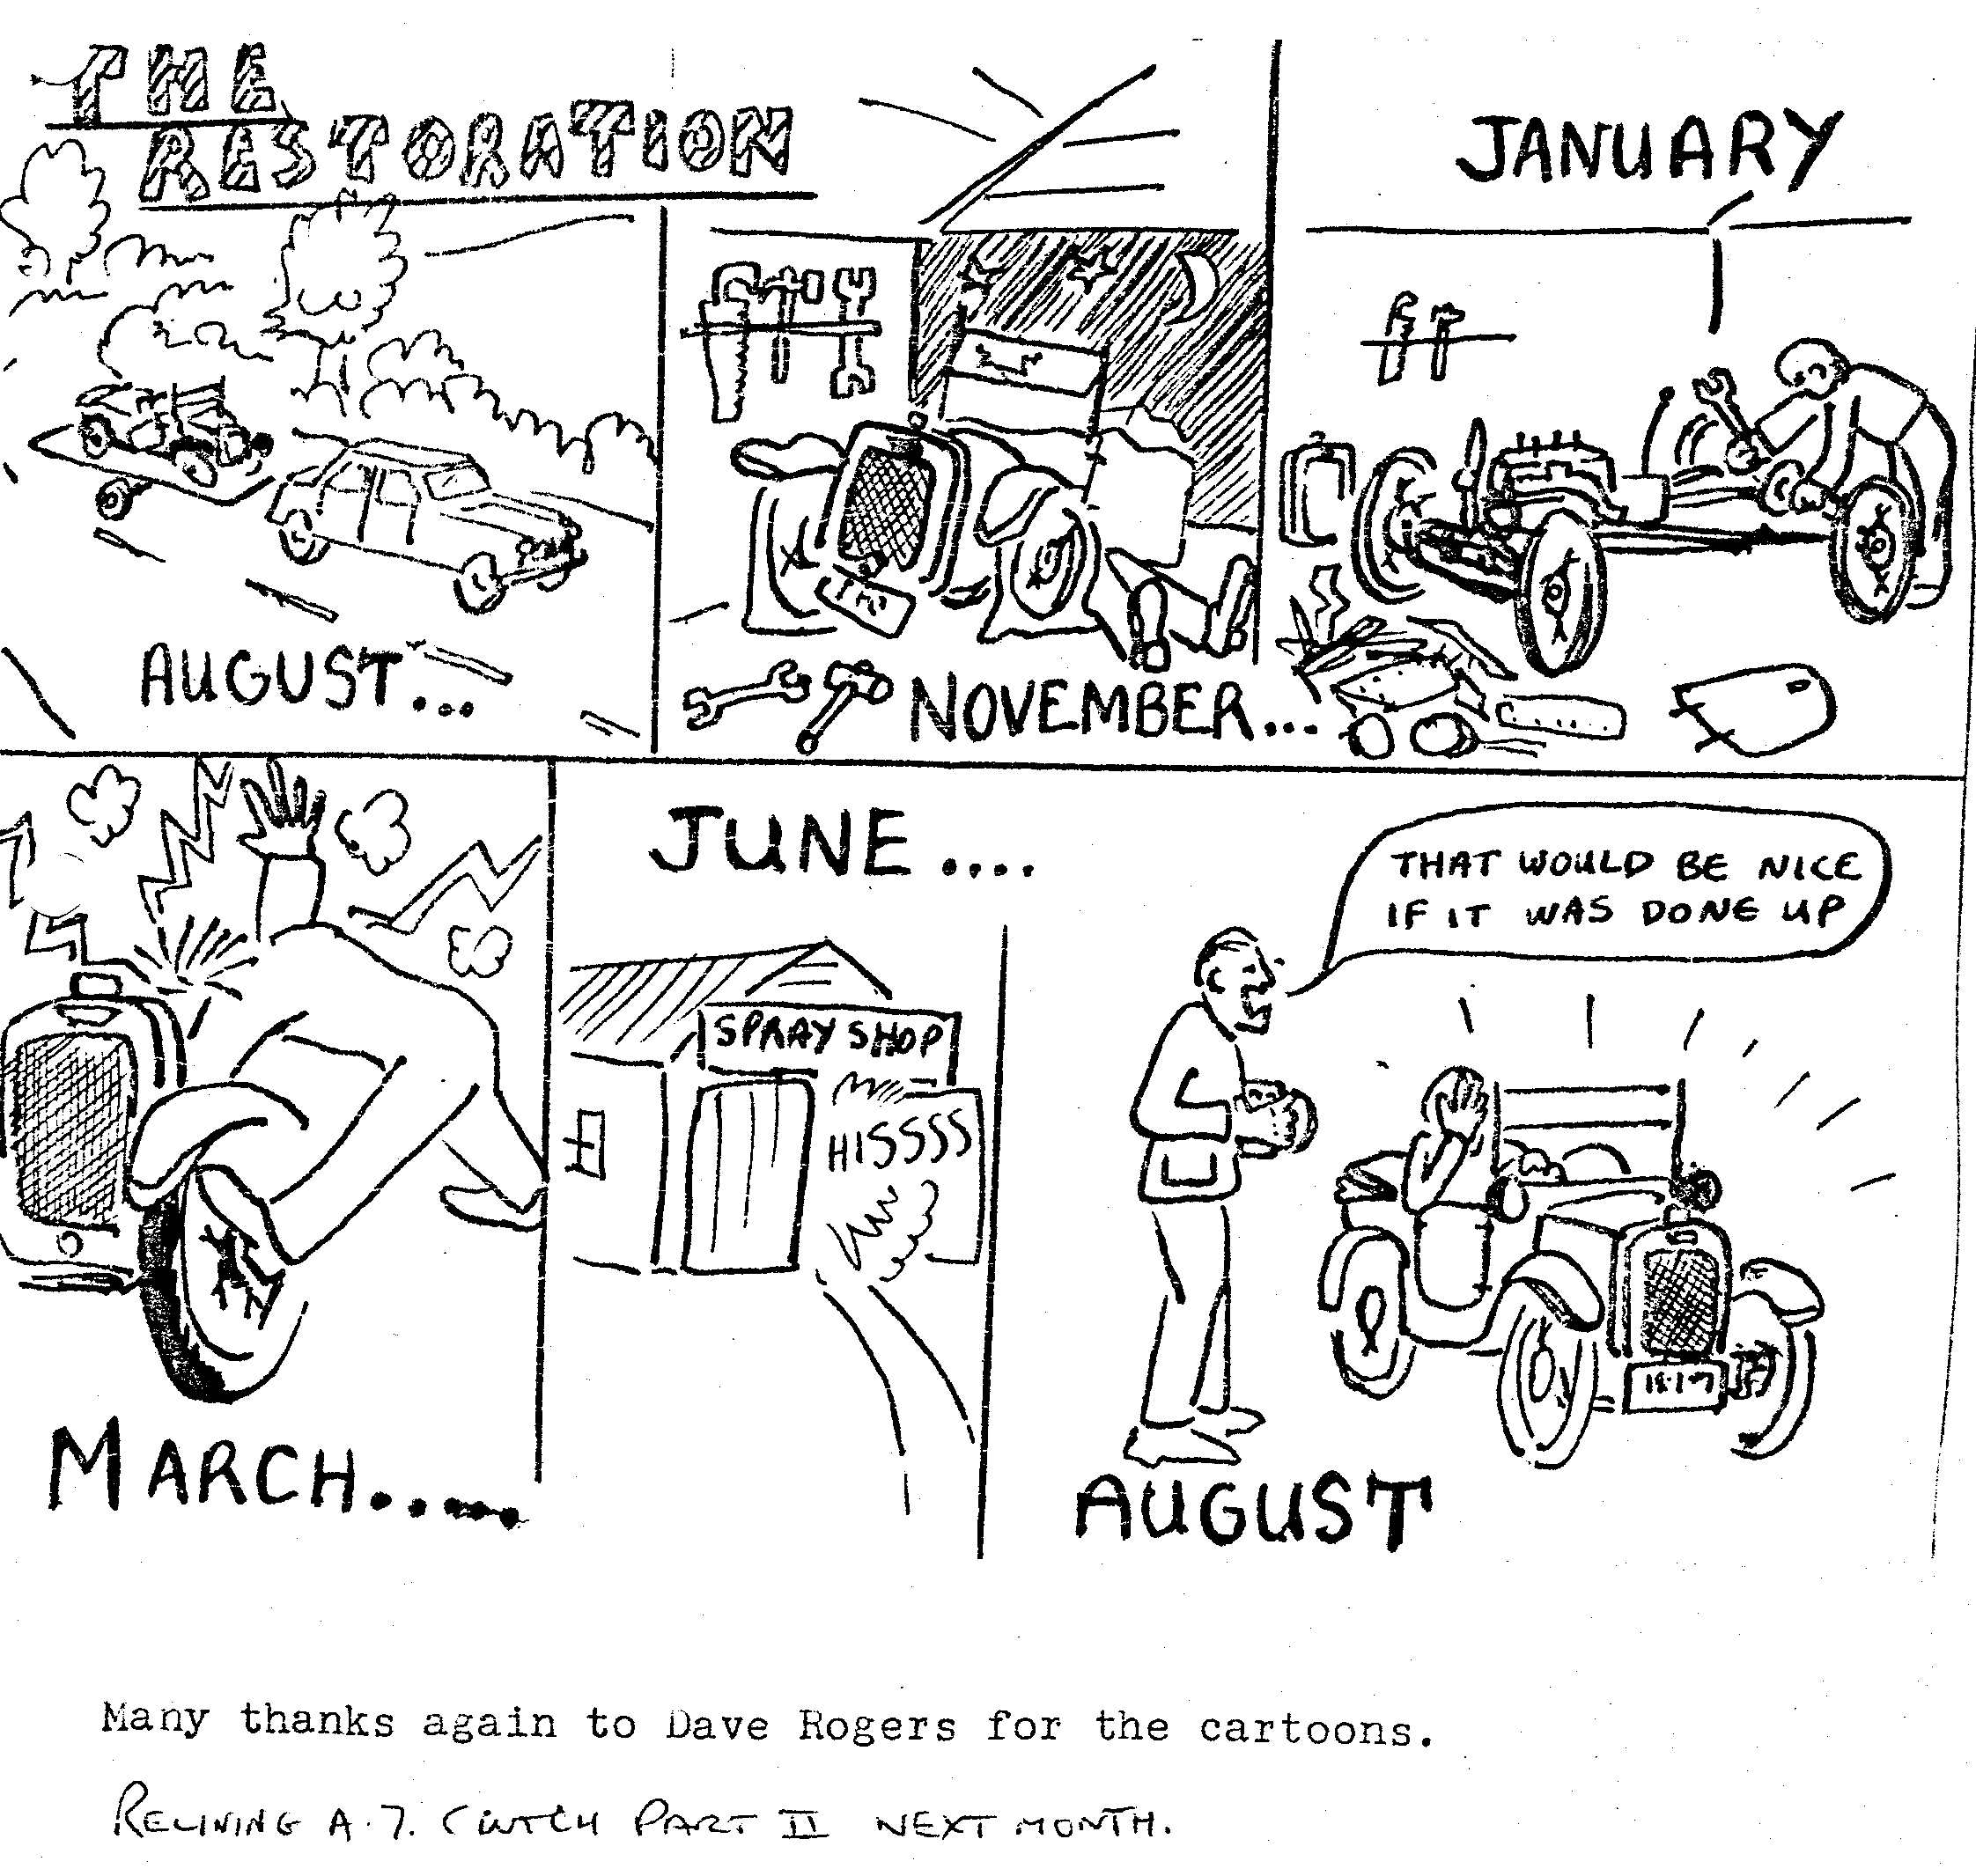 THE
RESTORATION
AUGUST...
NOVEMBER...
JANUARY
MARCH.....
JUNE....
SPRAY SHOP
HISSSS
THAT WOULD BE NICE
IF IT WAS DONE UP
AUGUST
Many thanks again to Dave Rogers for the cartoons.
RELINING A.7. CLUTCH PART II NEXT MONTH.